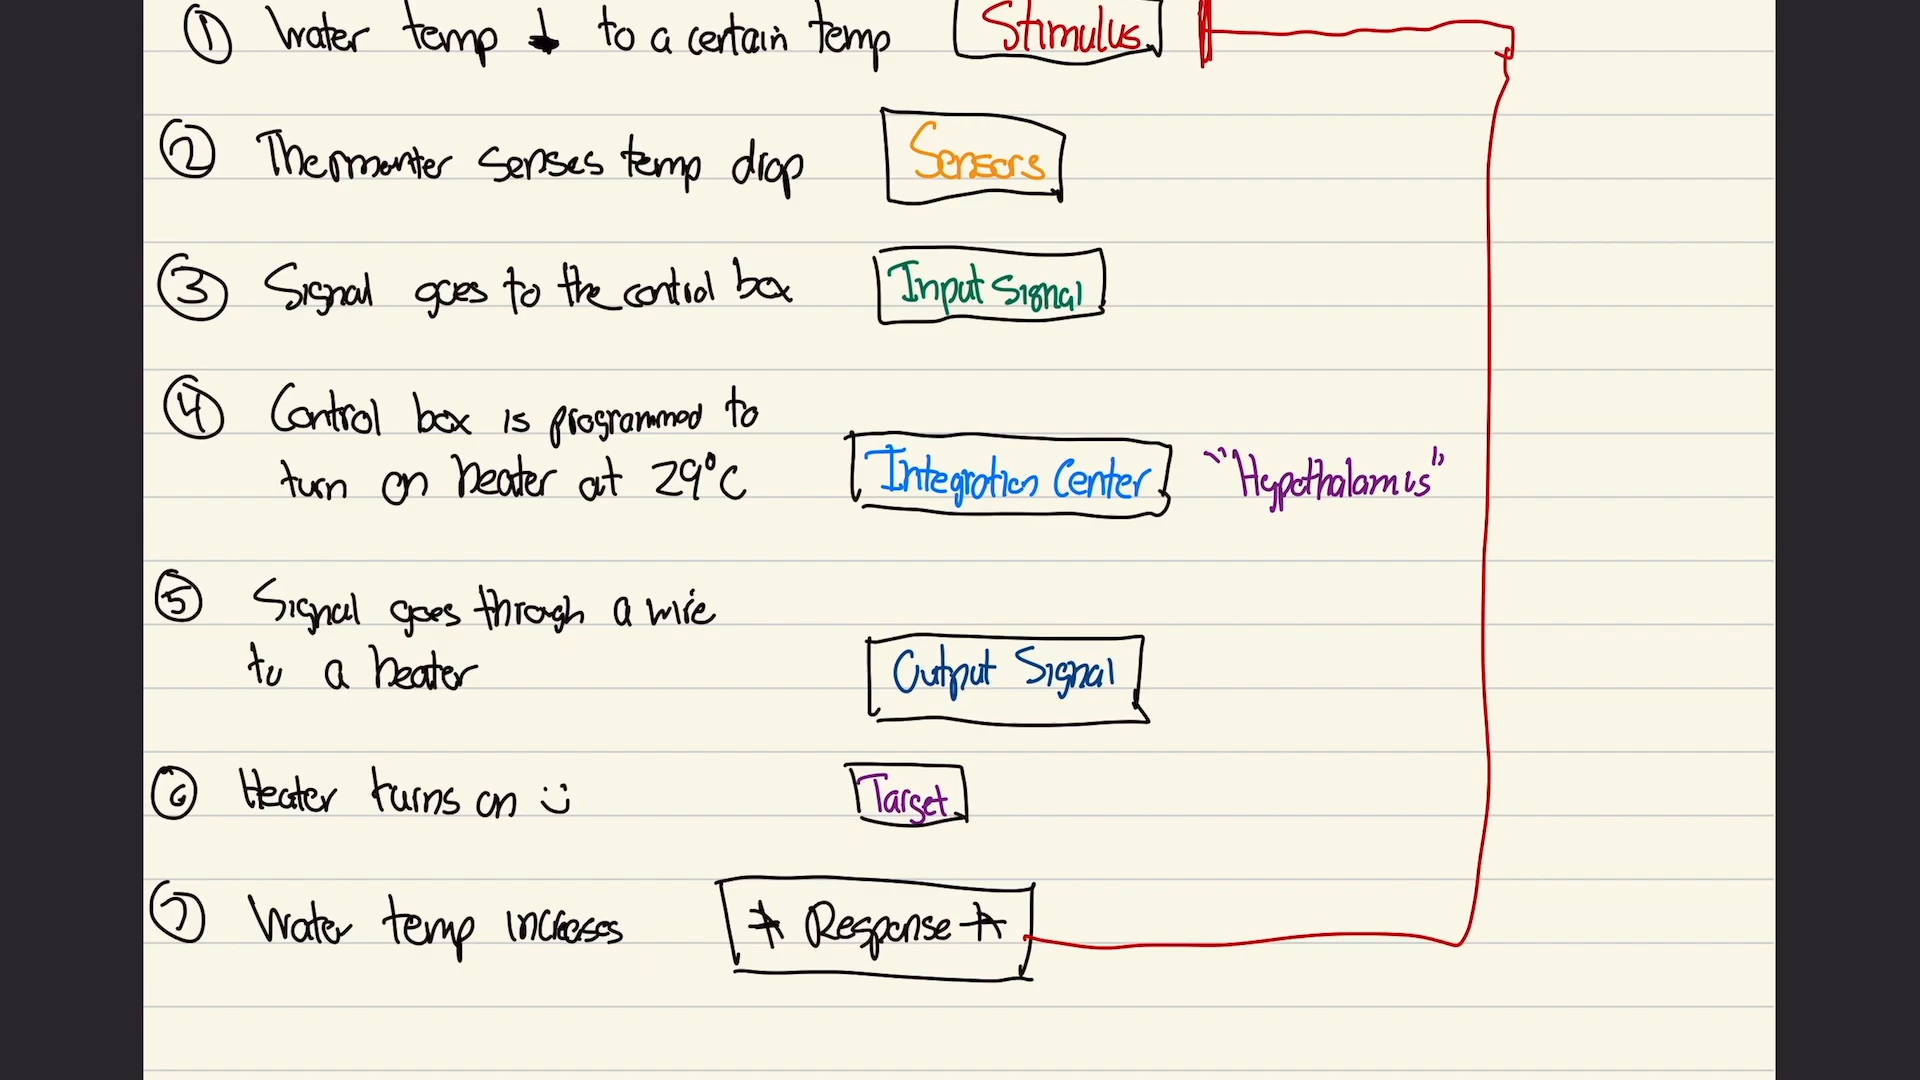 ① Water temp ↓ to a certain temp Stimulus
② Thermomter senses temp drop Sensors
③ Signal goes to the control box Input Signal
④ Control box is programmed to
turn on heater at 29°C Integration Center "Hypothalamus"
⑤ Signal goes through a wire
to a heater Output Signal
⑥ Heater turns on :) Target
⑦ Water temp increases * Response *